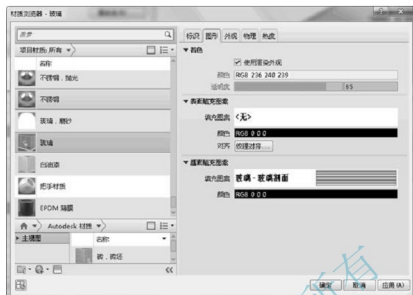 材质浏览器 - 玻璃
搜索
项目材质: 所有
名称
不锈钢，抛光
不锈钢
玻璃，磨砂
玻璃
把手材质
EPDM 隔膜
Autodesk 材质
主视图
名称
标识 图形 外观 物理 热度
着色
使用渲染外观
颜色 RGB 236 240 239
透明度 65
表面填充图案
填充图案 <无>
颜色 RGB 0 0 0
对齐 纹理对齐...
截面填充图案
填充图案 玻璃 - 玻璃剖面
颜色 RGB 0 0 0
确定 取消 应用 (A)
所有